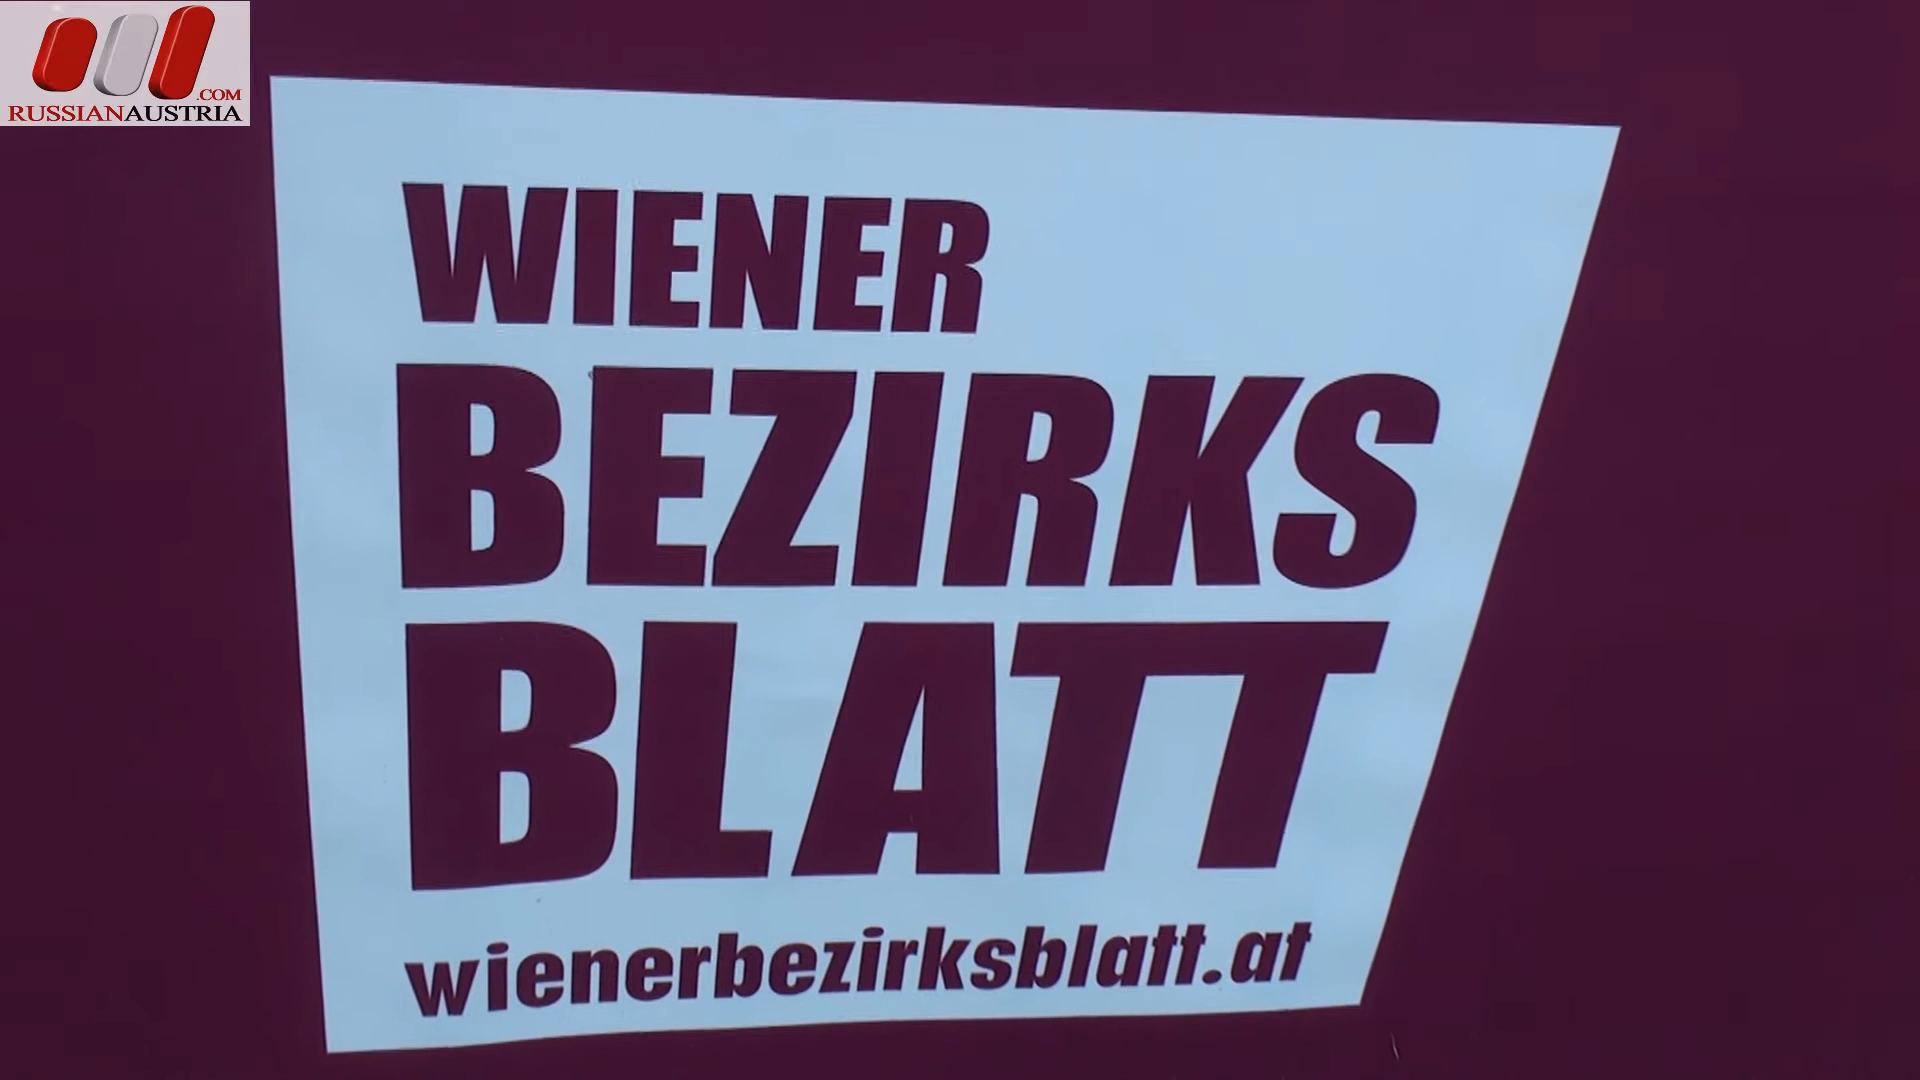 .COM
RUSSIANAUSTRIA
WIENER
BEZIRKS
BLATT
wienerbezirksblatt.at